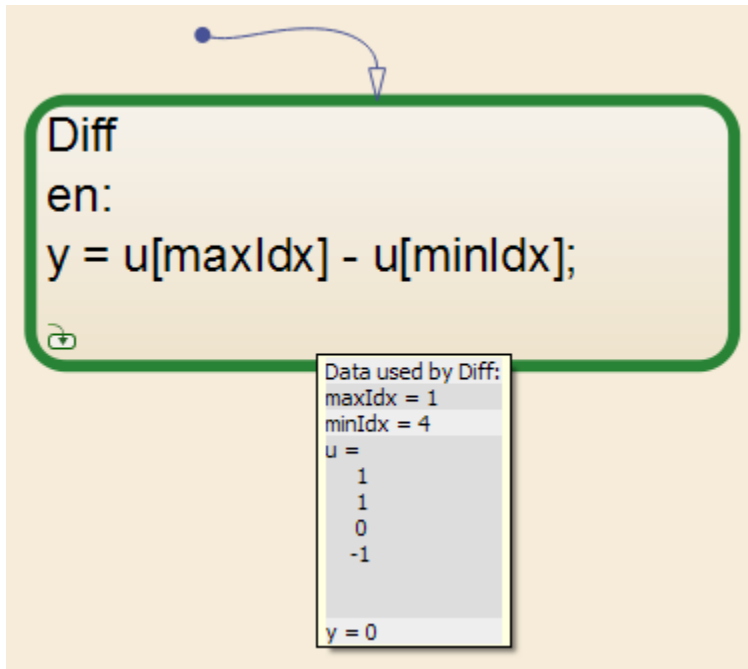 Diff
en:
y = u[maxIdx] - u[minIdx];
Data used by Diff:
maxIdx = 1
minIdx = 4
u =
1
1
0
-1
y = 0